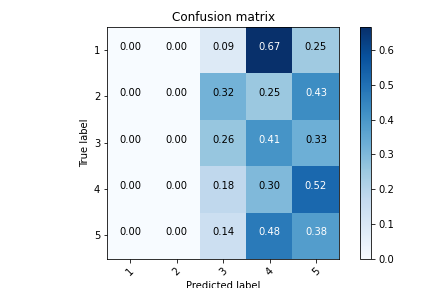 Confusion matrix
True label
1 0.00 0.00 0.09 0.67 0.25
2 0.00 0.00 0.32 0.25 0.43
3 0.00 0.00 0.26 0.41 0.33
4 0.00 0.00 0.18 0.30 0.52
5 0.00 0.00 0.14 0.48 0.38
1 2 3 4 5
Predicted label
0.6
0.5
0.4
0.3
0.2
0.1
0.0